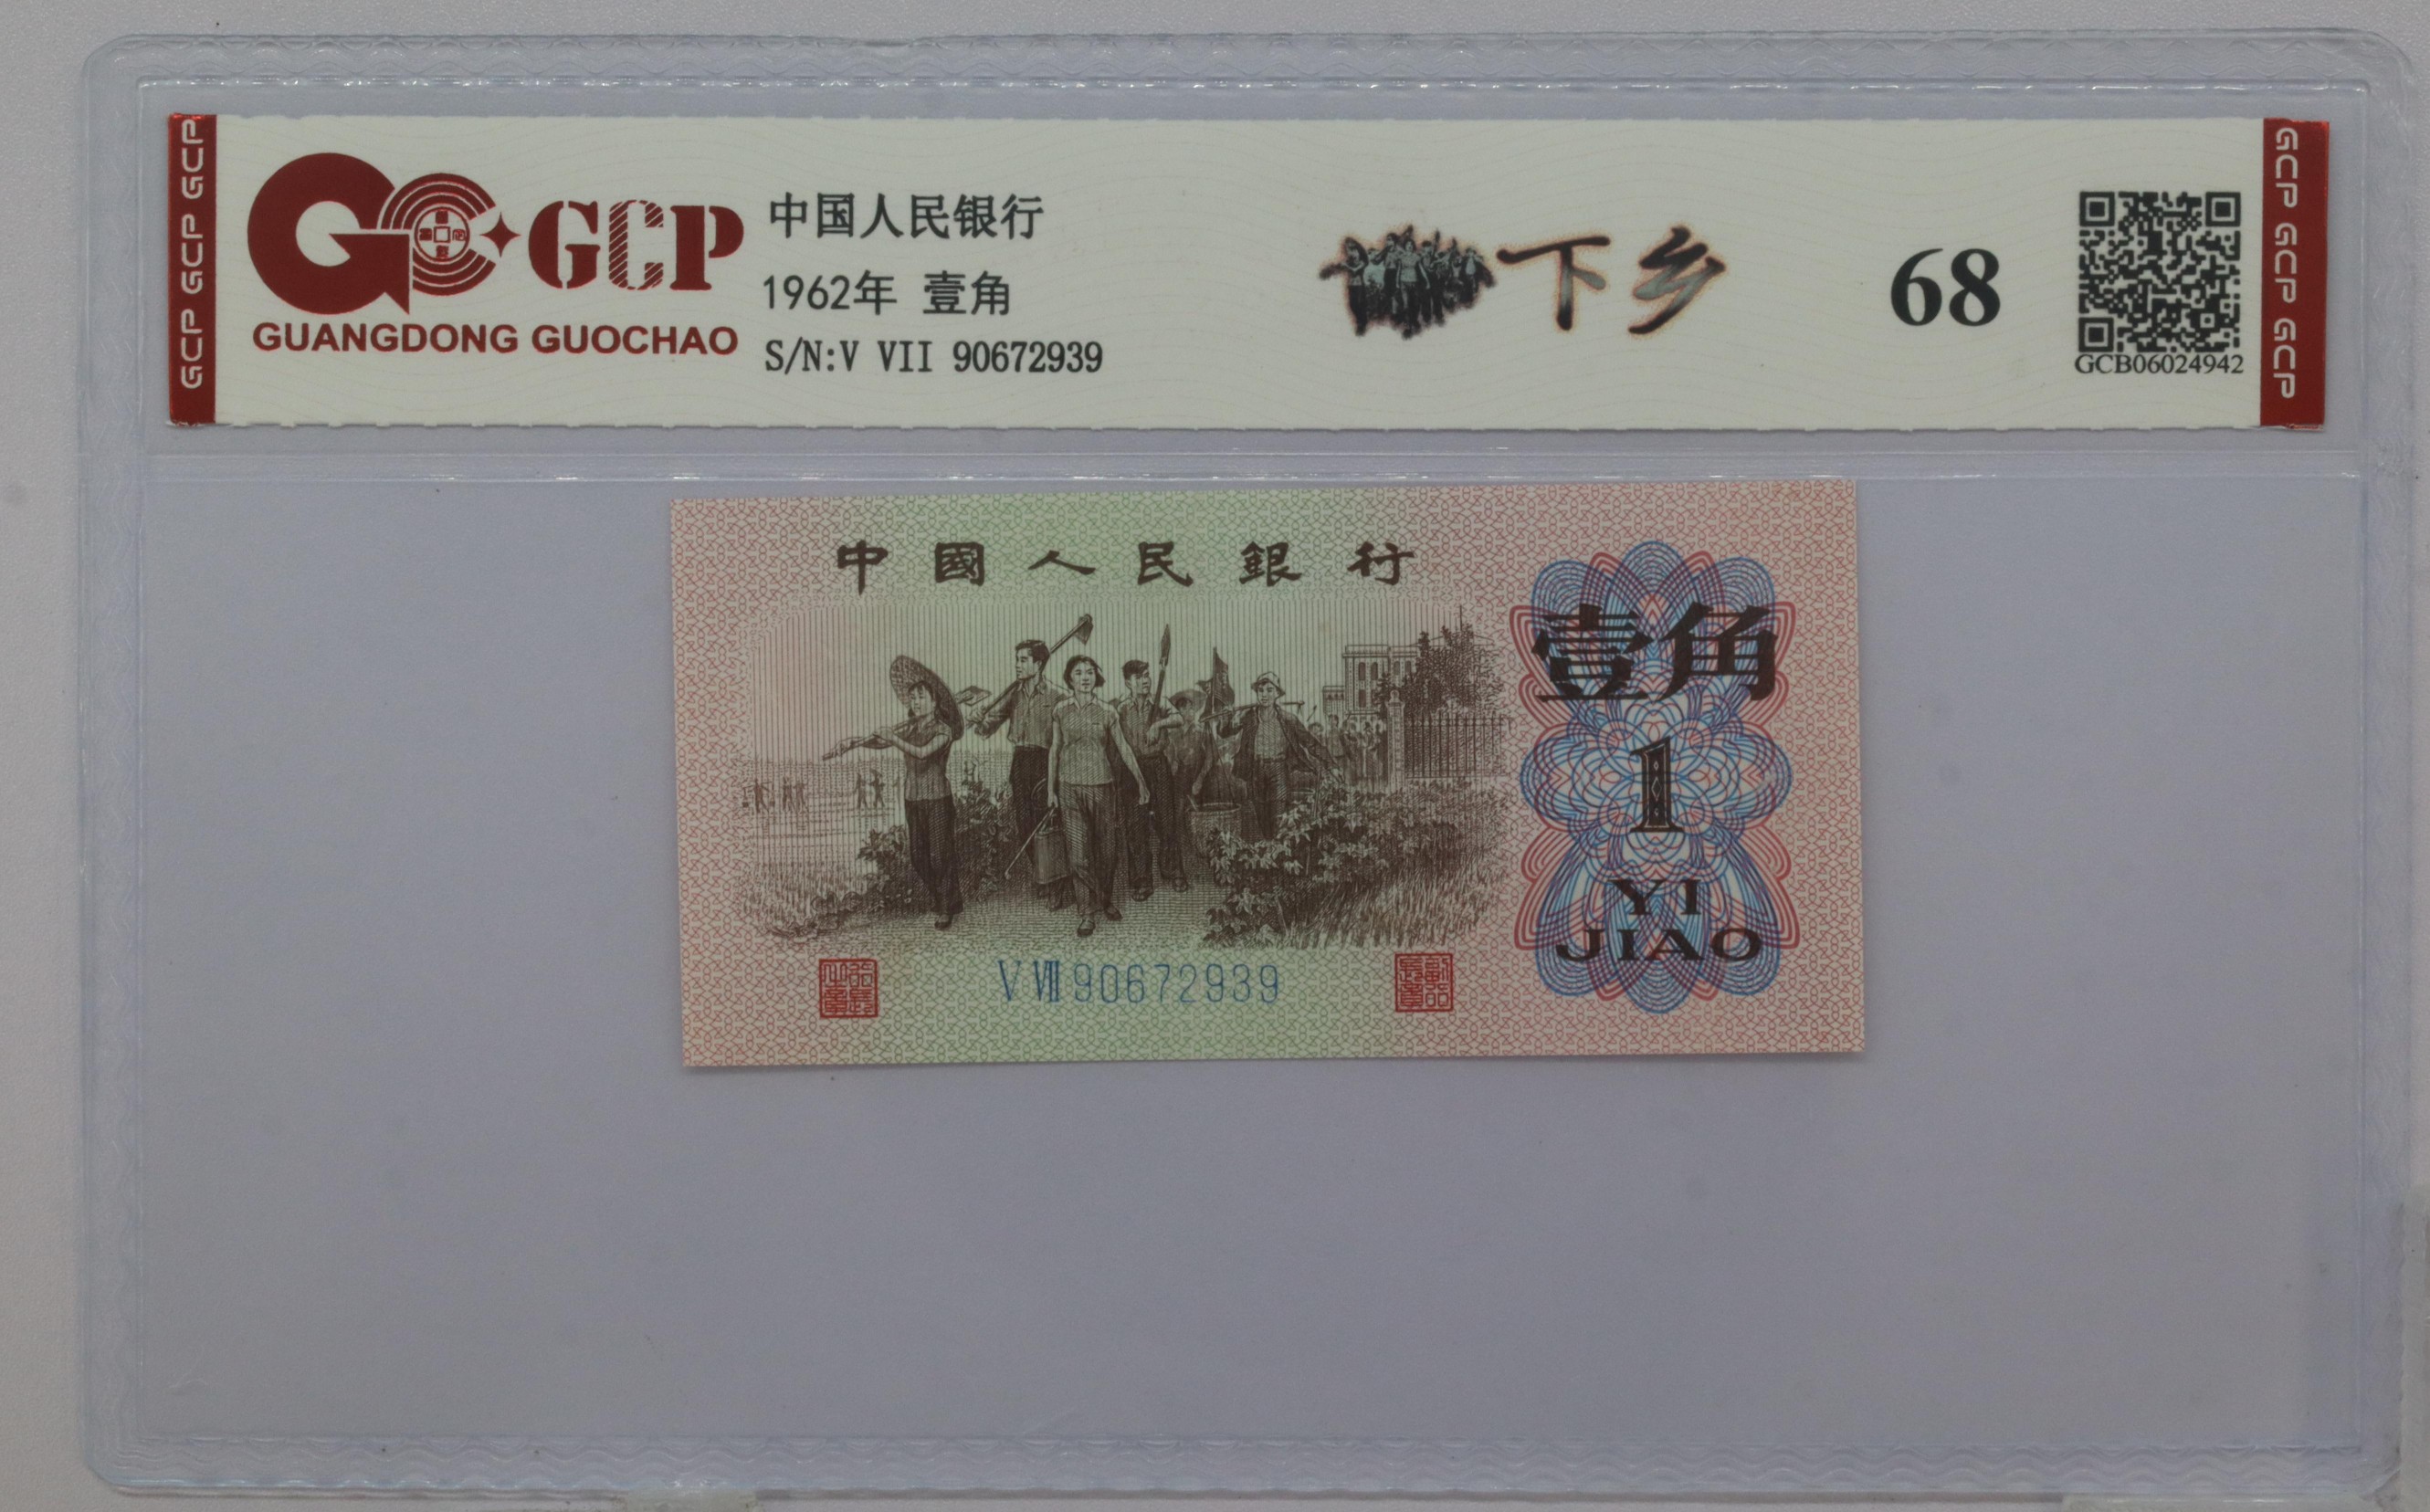 GCP GCP GCP
GCP
GUANGDONG GUOCHAO
中国人民银行
1962年 壹角
S/N:V VII 90672939
下乡
68
GCB06024942
GCP GCP GCP
中國人民銀行
壹角
1
YI
JIAO
V Ⅶ 90672939